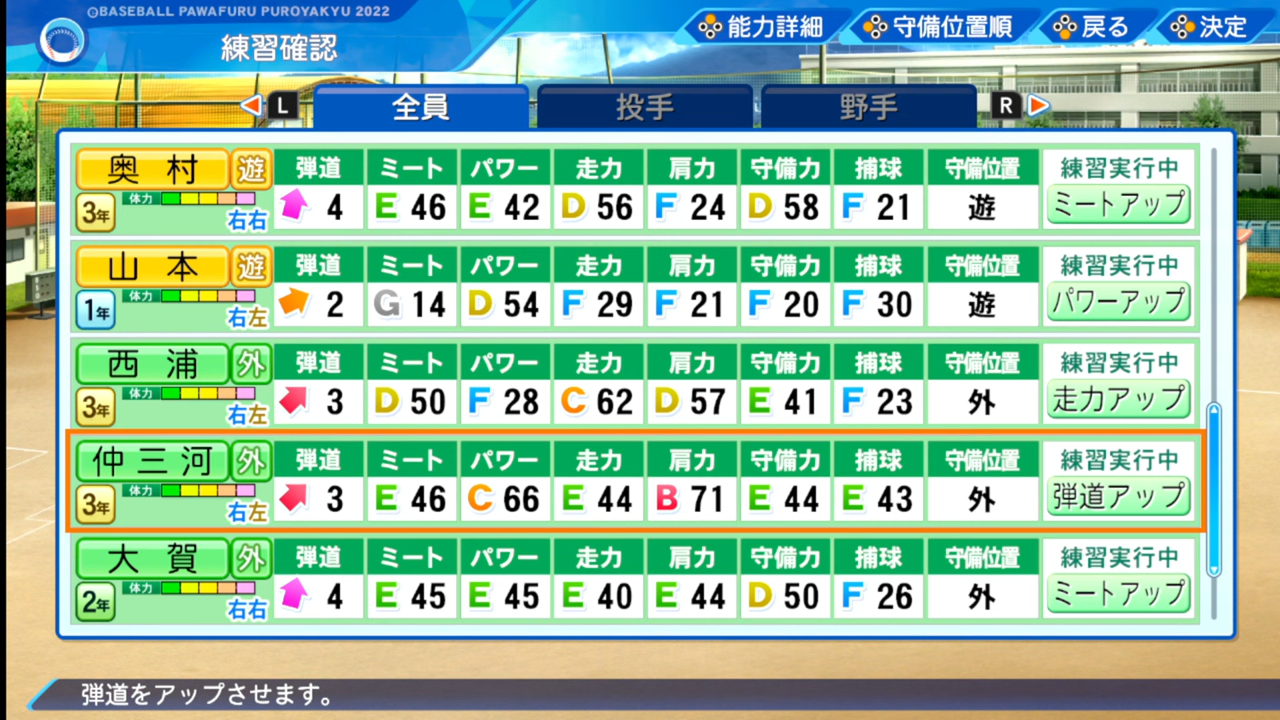 ©BASEBALL PAWAFURU PUROYAKYU 2022
練習確認
能力詳細 守備位置順 戻る 決定
L 全員 投手 野手 R
奥村 遊 弾道 ミート パワー 走力 肩力 守備力 捕球 守備位置 練習実行中
3年 体力 右右 4 E 46 E 42 D 56 F 24 D 58 F 21 遊 ミートアップ
山本 遊 弾道 ミート パワー 走力 肩力 守備力 捕球 守備位置 練習実行中
1年 体力 右左 2 G 14 D 54 F 29 F 21 F 20 F 30 遊 パワーアップ
西浦 外 弾道 ミート パワー 走力 肩力 守備力 捕球 守備位置 練習実行中
3年 体力 右左 3 D 50 F 28 C 62 D 57 E 41 F 23 外 走力アップ
仲三河 外 弾道 ミート パワー 走力 肩力 守備力 捕球 守備位置 練習実行中
3年 体力 右左 3 E 46 C 66 E 44 B 71 E 44 E 43 外 弾道アップ
大賀 外 弾道 ミート パワー 走力 肩力 守備力 捕球 守備位置 練習実行中
2年 体力 右右 4 E 45 E 45 E 40 E 44 D 50 F 26 外 ミートアップ
弾道をアップさせます。